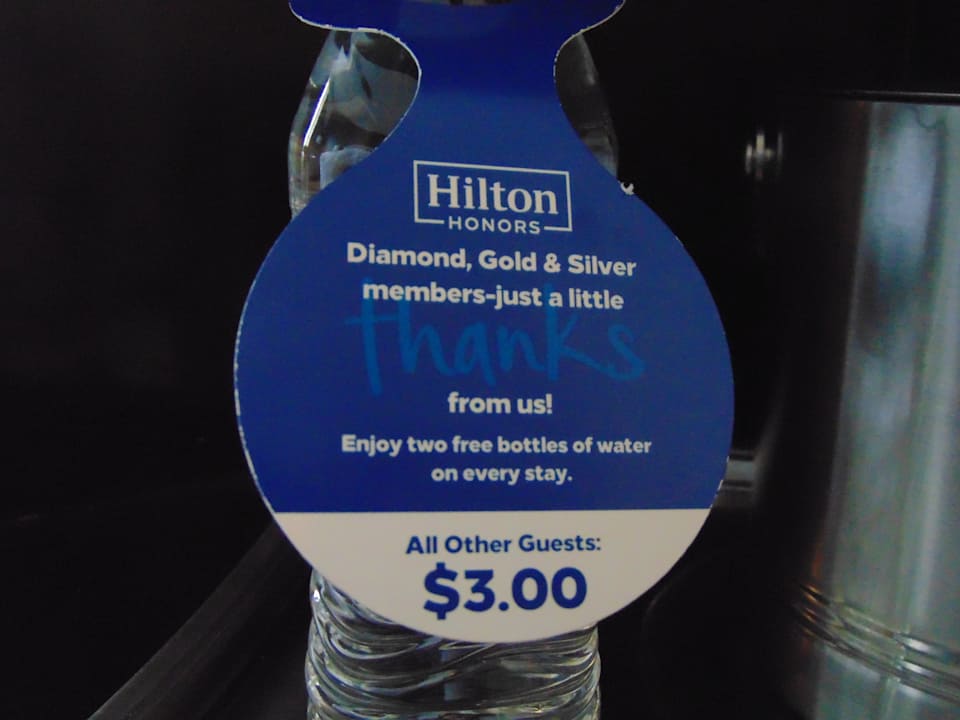 Hilton
HONORS
Diamond, Gold & Silver
members-just a little
thanks
from us!
Enjoy two free bottles of water
on every stay.
All Other Guests:
$3.00